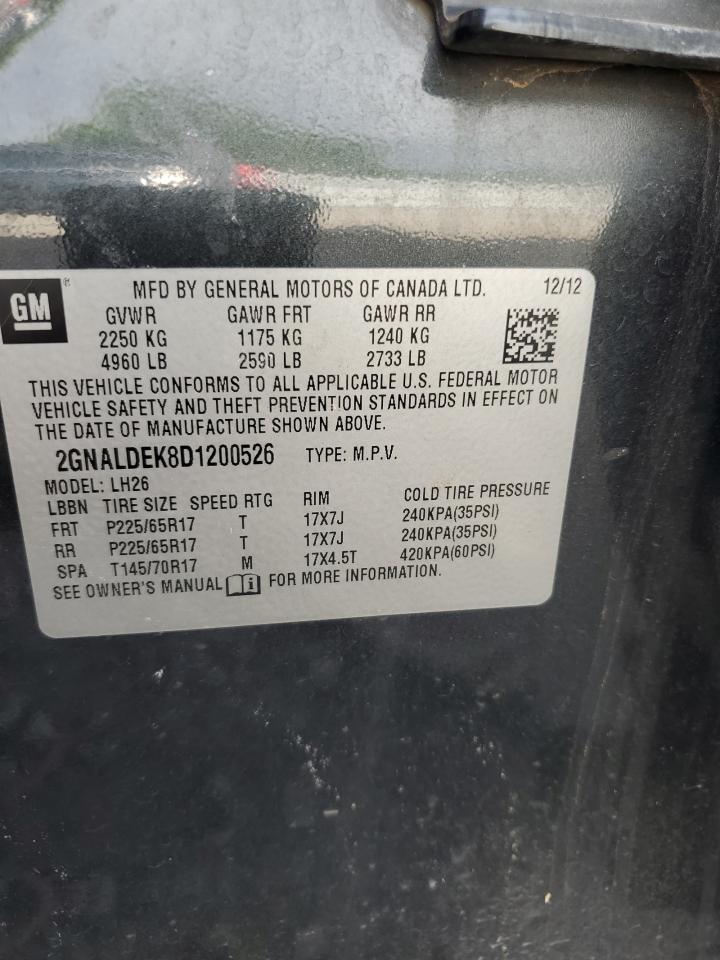 GM ® MFD BY GENERAL MOTORS OF CANADA LTD. 12/12
GVWR GAWR FRT GAWR RR
2250 KG 1175 KG 1240 KG
4960 LB 2590 LB 2733 LB
THIS VEHICLE CONFORMS TO ALL APPLICABLE U.S. FEDERAL MOTOR
VEHICLE SAFETY AND THEFT PREVENTION STANDARDS IN EFFECT ON
THE DATE OF MANUFACTURE SHOWN ABOVE.
2GNALDEK8D1200526 TYPE: M.P.V.
MODEL: LH26
LBBN TIRE SIZE SPEED RTG RIM COLD TIRE PRESSURE
FRT P225/65R17 T 17X7J 240KPA(35PSI)
RR P225/65R17 T 17X7J 240KPA(35PSI)
SPA T145/70R17 M 17X4.5T 420KPA(60PSI)
SEE OWNER'S MANUAL i FOR MORE INFORMATION.